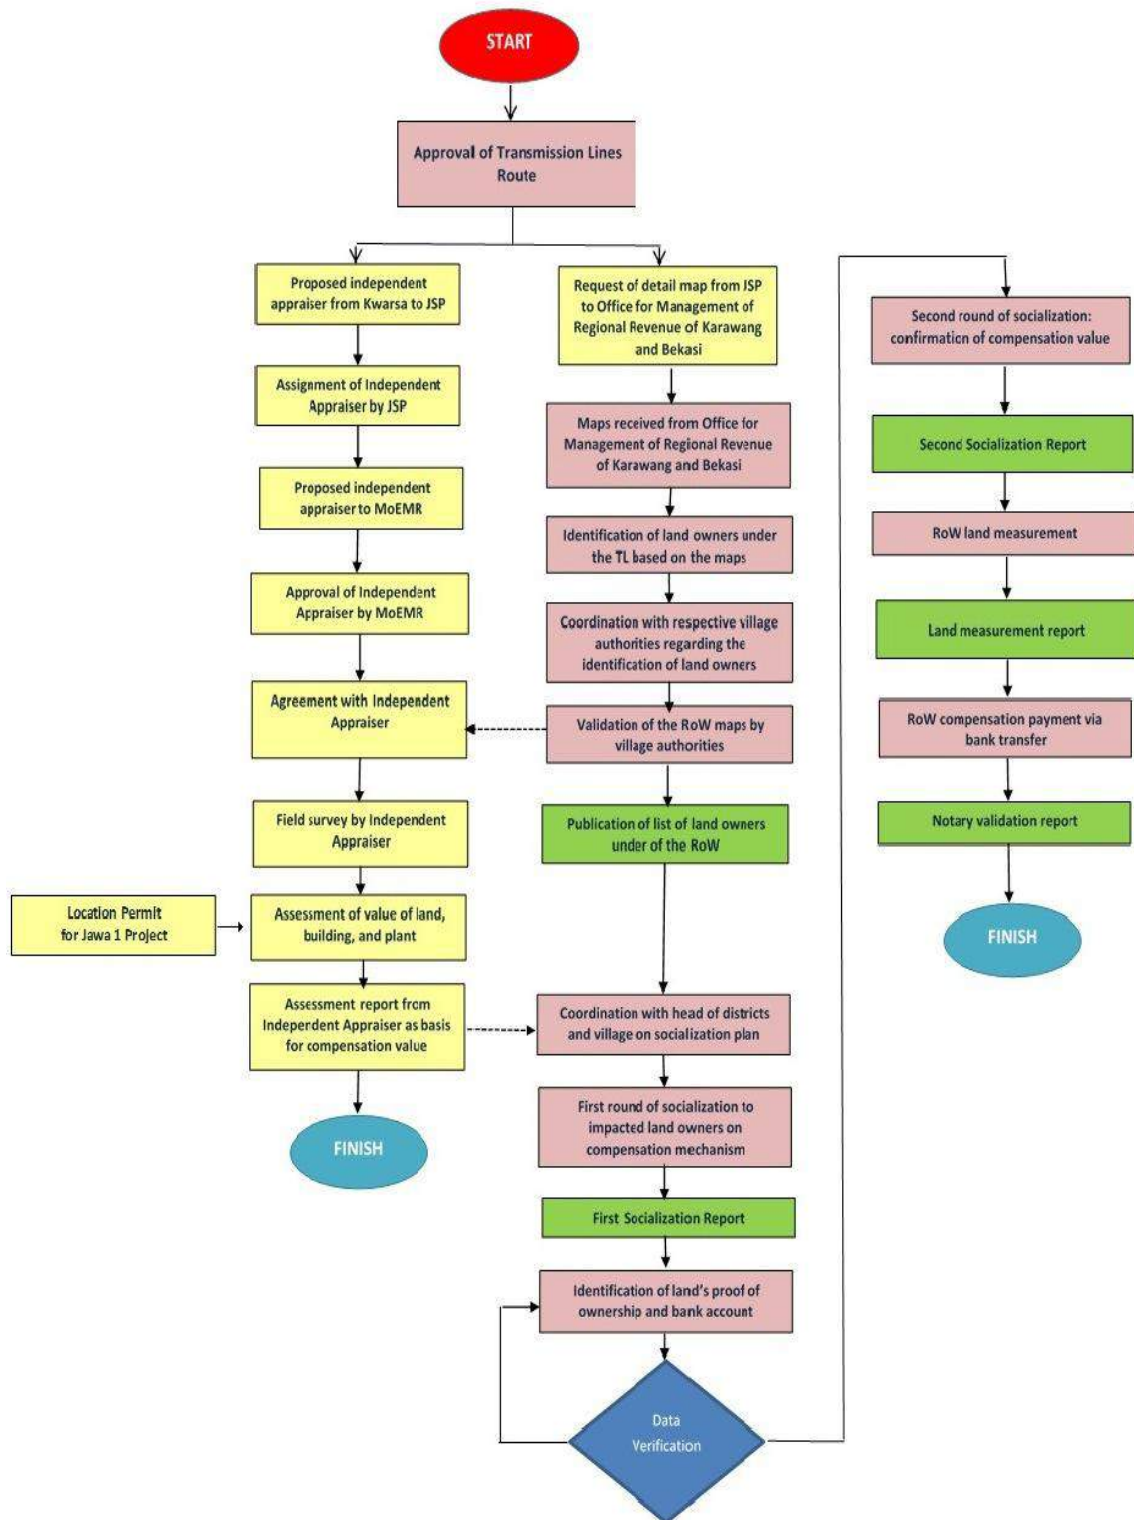 START
Approval of Transmission Lines
Route
Proposed independent
appraiser from Kwarsa to JSP
Assignment of Independent
Appraiser by JSP
Proposed independent
appraiser to MoEMR
Approval of Independent
Appraiser by MoEMR
Agreement with Independent
Appraiser
Field survey by Independent
Appraiser
Location Permit
for Jawa 1 Project
Assessment of value of land,
building, and plant
Assessment report from
Independent Appraiser as basis
for compensation value
FINISH
Request of detail map from JSP
to Office for Management of
Regional Revenue of Karawang
and Bekasi
Maps received from Office for
Management of Regional Revenue
of Karawang and Bekasi
Identification of land owners under
the TL based on the maps
Coordination with respective village
authorities regarding the
identification of land owners
Validation of the RoW maps by
village authorities
Publication of list of land owners
under of the RoW
Coordination with head of districts
and village on socialization plan
First round of socialization to
impacted land owners on
compensation mechanism
First Socialization Report
Identification of land's proof of
ownership and bank account
Data
Verification
Second round of socialization:
confirmation of compensation value
Second Socialization Report
RoW land measurement
Land measurement report
RoW compensation payment via
bank transfer
Notary validation report
FINISH